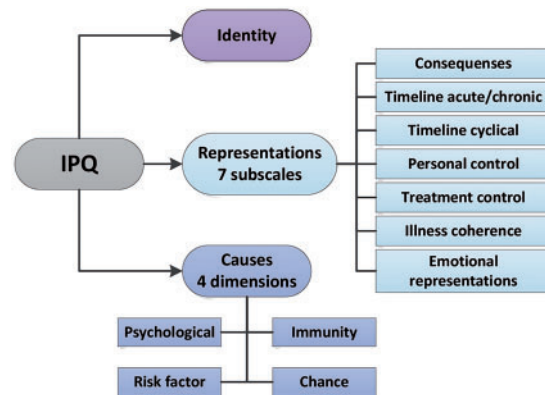 Identity
IPQ
Representations
7 subscales
Consequenses
Timeline acute/chronic
Timeline cyclical
Personal control
Treatment control
Illness coherence
Emotional
representations
Causes
4 dimensions
Psychological
Immunity
Risk factor
Chance